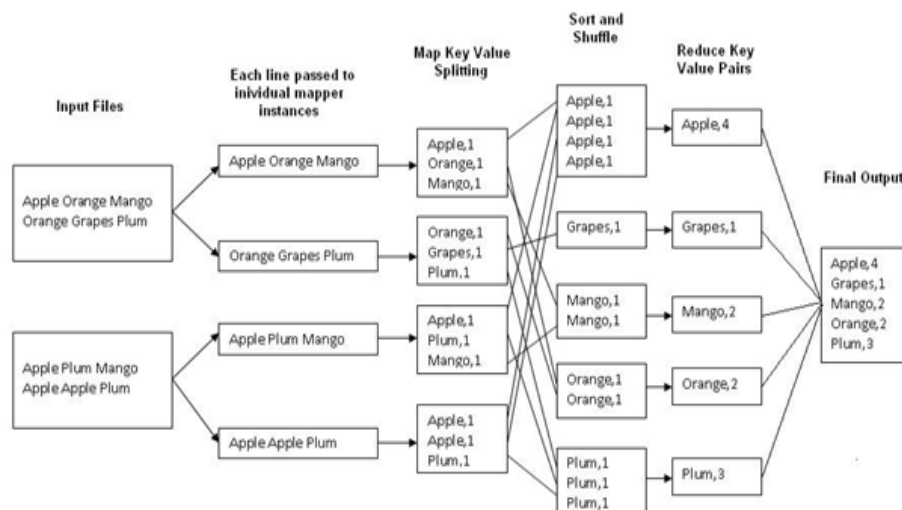 Input Files
Each line passed to
inividual mapper
instances
Map Key Value
Splitting
Sort and
Shuffle
Reduce Key
Value Pairs
Final Output
Apple Orange Mango
Orange Grapes Plum
Apple Plum Mango
Apple Apple Plum
Apple Orange Mango
Orange Grapes Plum
Apple Plum Mango
Apple Apple Plum
Apple,1
Orange,1
Mango,1
Orange,1
Grapes,1
Plum,1
Apple,1
Plum,1
Mango,1
Apple,1
Apple,1
Plum,1
Apple,1
Apple,1
Apple,1
Apple,1
Grapes,1
Mango,1
Mango,1
Orange,1
Orange,1
Plum,1
Plum,1
Plum,1
Apple,4
Grapes,1
Mango,2
Orange,2
Plum,3
Apple,4
Grapes,1
Mango,2
Orange,2
Plum,3